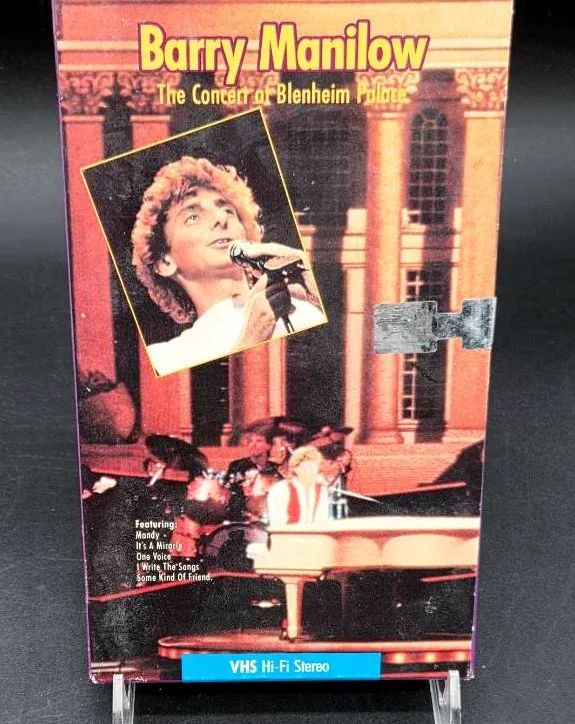 Barry Manilow
The Concert at Blenheim Palace
Featuring:
Mandy
It's A Miracle
One Voice
I Write The Songs
Some Kind Of Friend.
VHS Hi-Fi Stereo